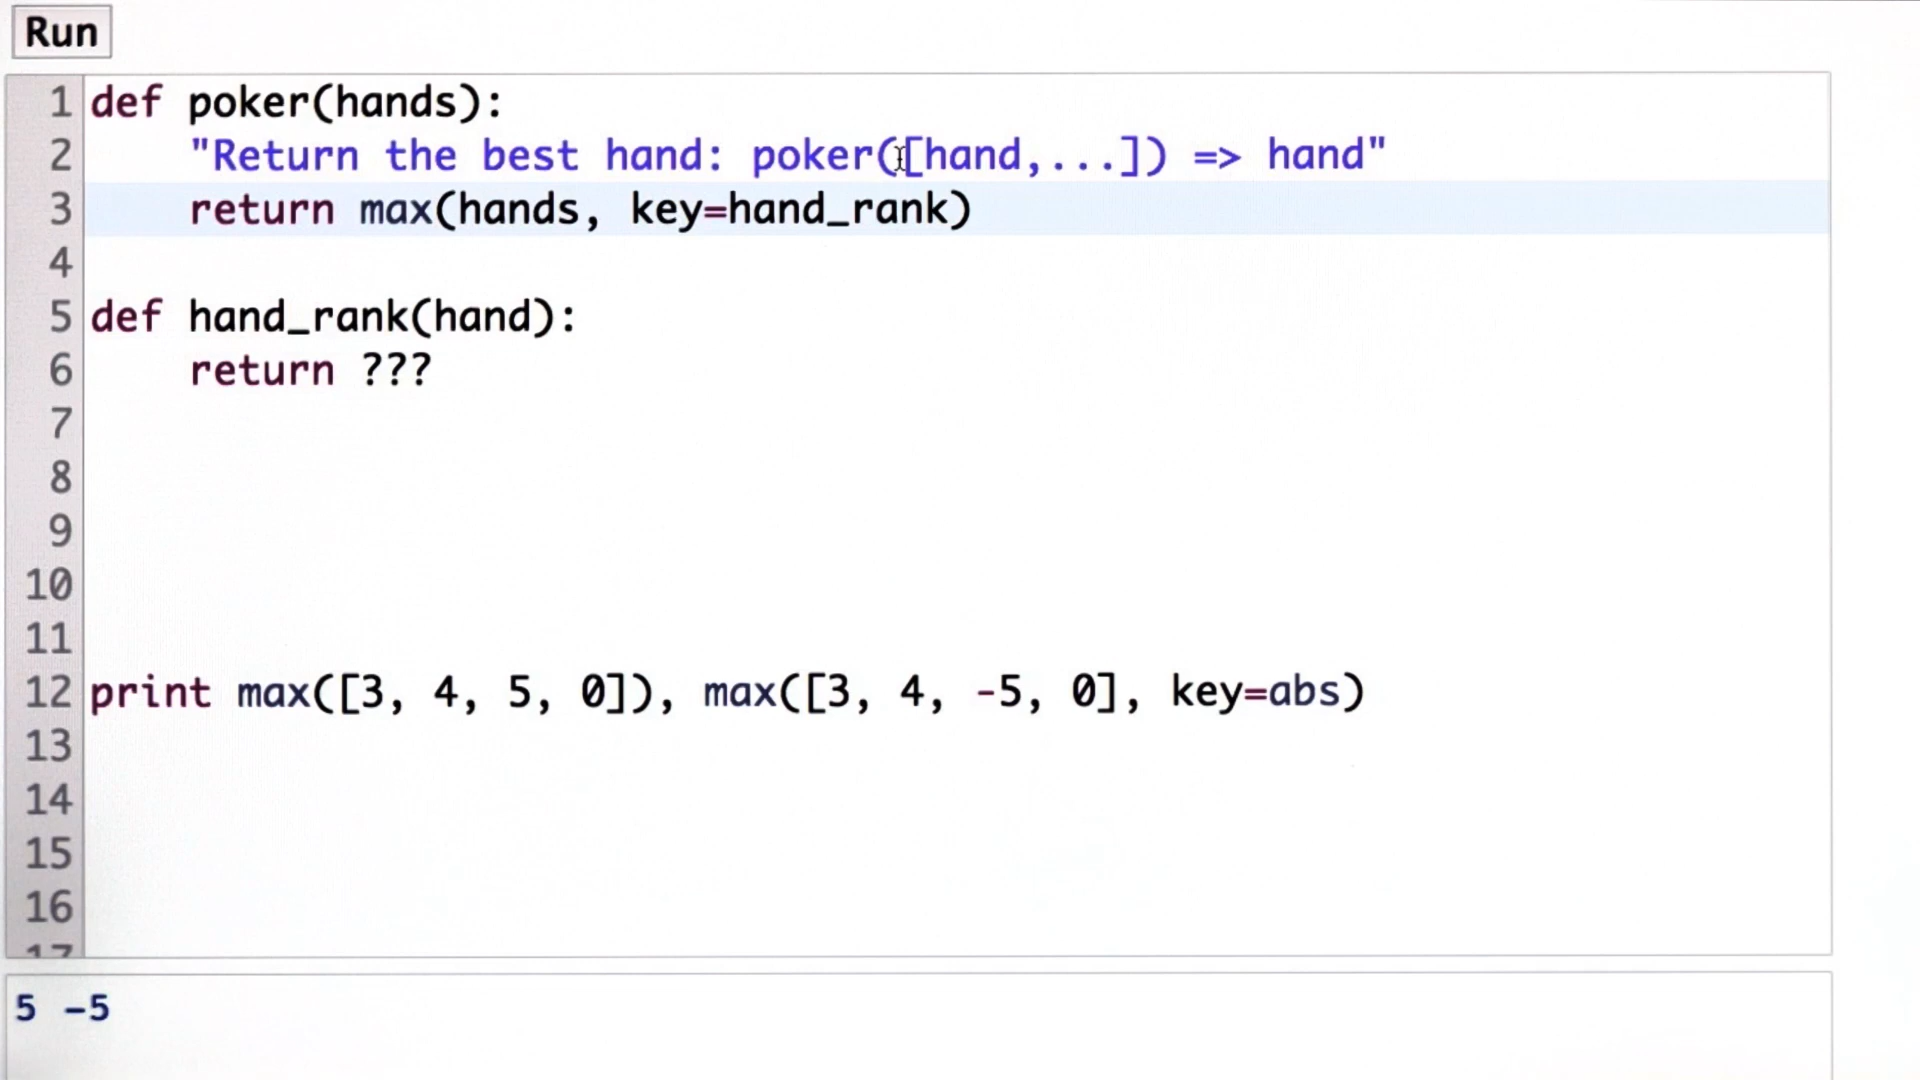 Run
1 def poker(hands):
2 "Return the best hand: poker([hand,...]) => hand"
3 return max(hands, key=hand_rank)
4
5 def hand_rank(hand):
6 return ???
7
8
9
10
11
12 print max([3, 4, 5, 0]), max([3, 4, -5, 0], key=abs)
13
14
15
16
17
5 -5